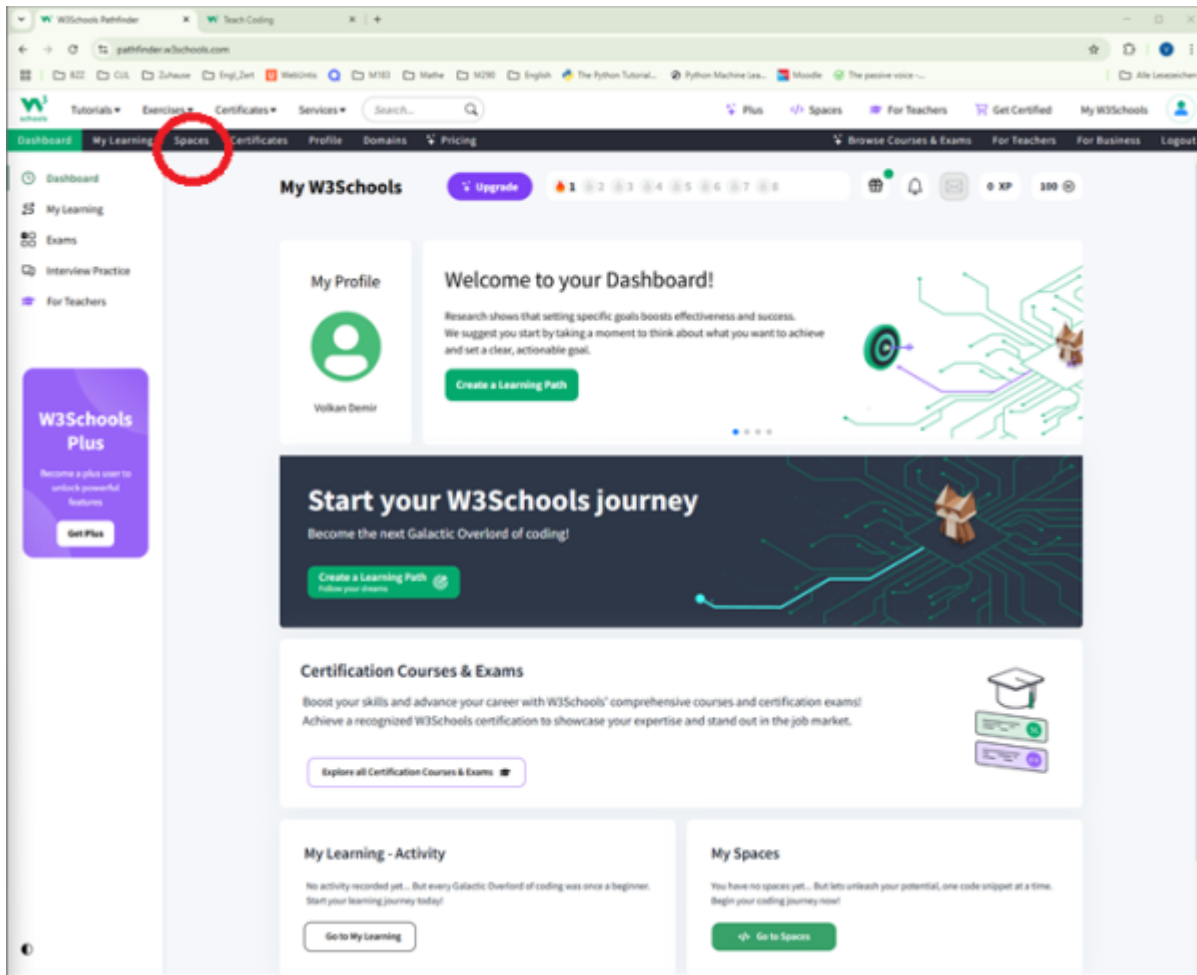 W3Schools Pathfinder
Teach Coding
pathfinder.w3schools.com
BZZ CUL Zuhause Engl,Zert WebUntis M183 Mathe M290 English The Python Tutorial... Python Machine Lea... Moodle The passive voice -... Alle Lesezeichen
W3 schools Tutorials Exercises Certificates Services Search... Plus Spaces For Teachers Get Certified My W3Schools
Dashboard My Learning Spaces Certificates Profile Domains Pricing Browse Courses & Exams For Teachers For Business Logout
Dashboard
My Learning
Exams
Interview Practice
For Teachers
W3Schools
Plus
Become a plus user to
unlock powerful
features
Get Plus
My W3Schools
Upgrade
1 2 3 4 5 6 7 8
0 XP
100
My Profile
Volkan Demir
Welcome to your Dashboard!
Research shows that setting specific goals boosts effectiveness and success.
We suggest you start by taking a moment to think about what you want to achieve
and set a clear, actionable goal.
Create a Learning Path
Start your W3Schools journey
Become the next Galactic Overlord of coding!
Create a Learning Path
Follow your dreams
Certification Courses & Exams
Boost your skills and advance your career with W3Schools' comprehensive courses and certification exams!
Achieve a recognized W3Schools certification to showcase your expertise and stand out in the job market.
Explore all Certification Courses & Exams
My Learning - Activity
No activity recorded yet... But every Galactic Overlord of coding was once a beginner.
Start your learning journey today!
Go to My Learning
My Spaces
You have no spaces yet... But lets unleash your potential, one code snippet at a time.
Begin your coding journey now!
Go to Spaces